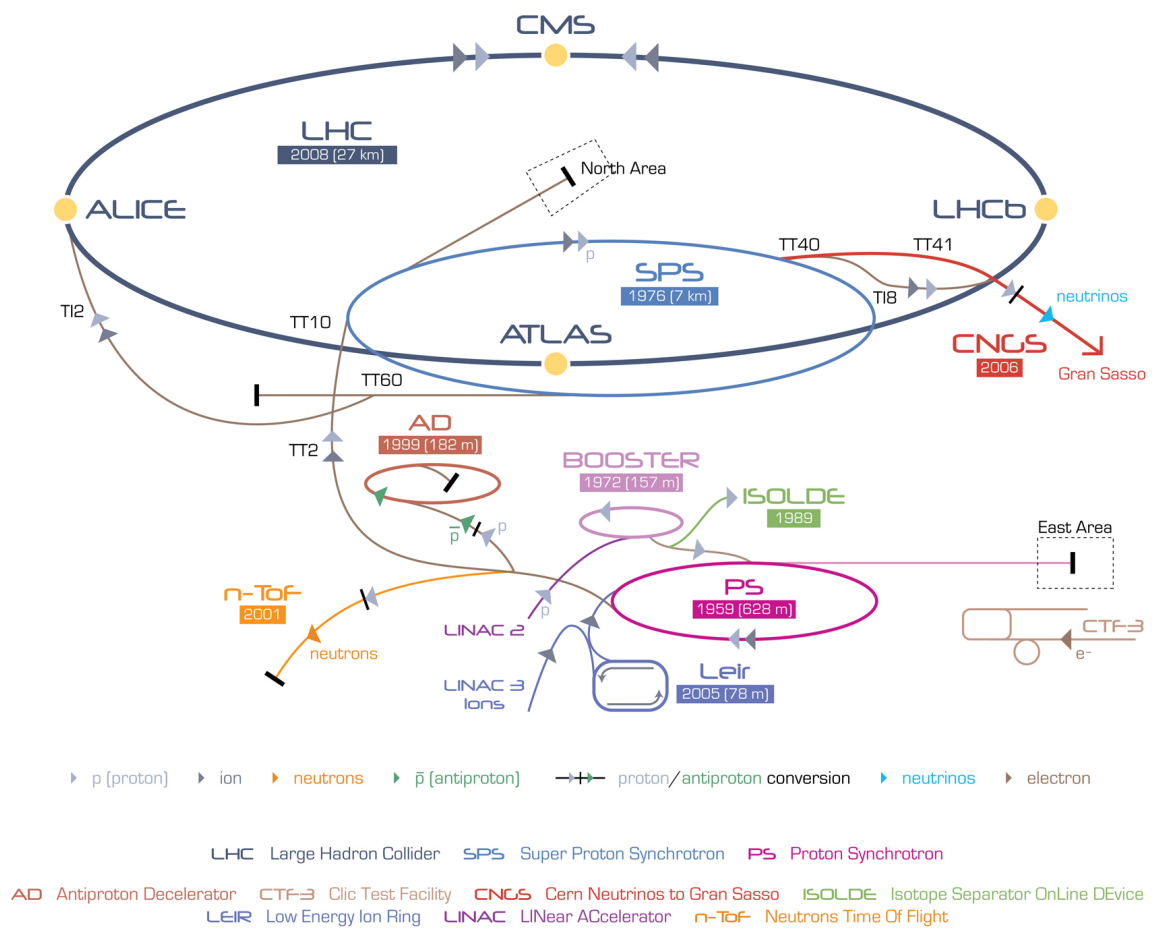 CMS
LHC
2008 (27 km)
North Area
ALICE
LHCb
TT40
TT41
p
SPS
1976 (7 km)
TI8
neutrinos
TI2
TT10
ATLAS
CNGS
2006
Gran Sasso
TT60
AD
1999 (182 m)
TT2
BOOSTER
1972 (157 m)
ISOLDE
1989
p
p̅
East Area
n-ToF
2001
PS
1959 (628 m)
p
LINAC 2
neutrons
CTF-3
e-
LINAC 3
Ions
Leir
2005 (78 m)
p (proton)
ion
neutrons
p̅ (antiproton)
proton/antiproton conversion
neutrinos
electron
LHC Large Hadron Collider SPS Super Proton Synchrotron PS Proton Synchrotron
AD Antiproton Decelerator CTF-3 Clic Test Facility CNGS Cern Neutrinos to Gran Sasso ISOLDE Isotope Separator OnLine DEvice
LEIR Low Energy Ion Ring LINAC LINear ACcelerator n-ToF Neutrons Time Of Flight